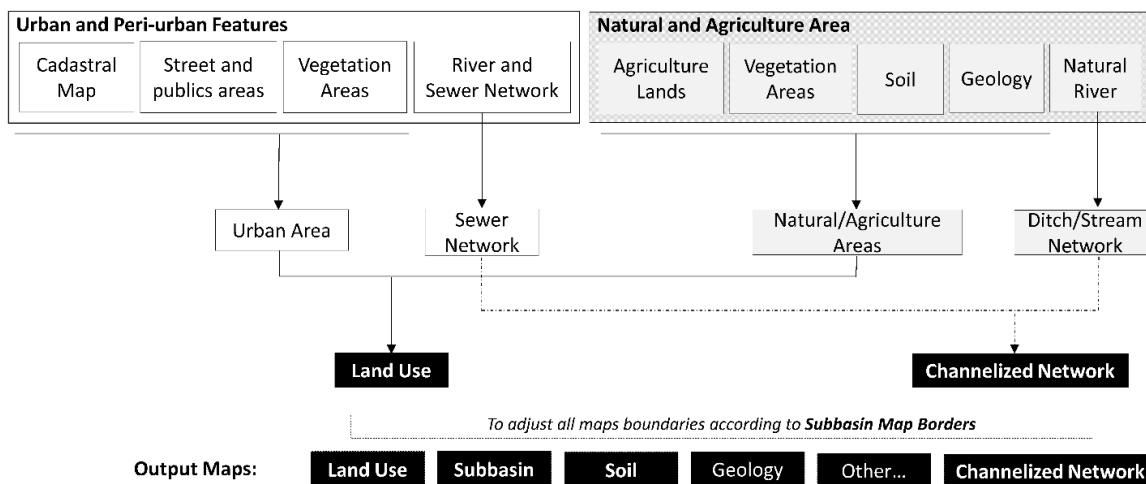 Urban and Peri-urban Features
Cadastral
Map
Street and
publics areas
Vegetation
Areas
River and
Sewer Network
Natural and Agriculture Area
Agriculture
Lands
Vegetation
Areas
Soil
Geology
Natural
River
Urban Area
Sewer
Network
Natural/Agriculture
Areas
Ditch/Stream
Network
Land Use
Channelized Network
To adjust all maps boundaries according to Subbasin Map Borders
Output Maps:
Land Use
Subbasin
Soil
Geology
Other...
Channelized Network